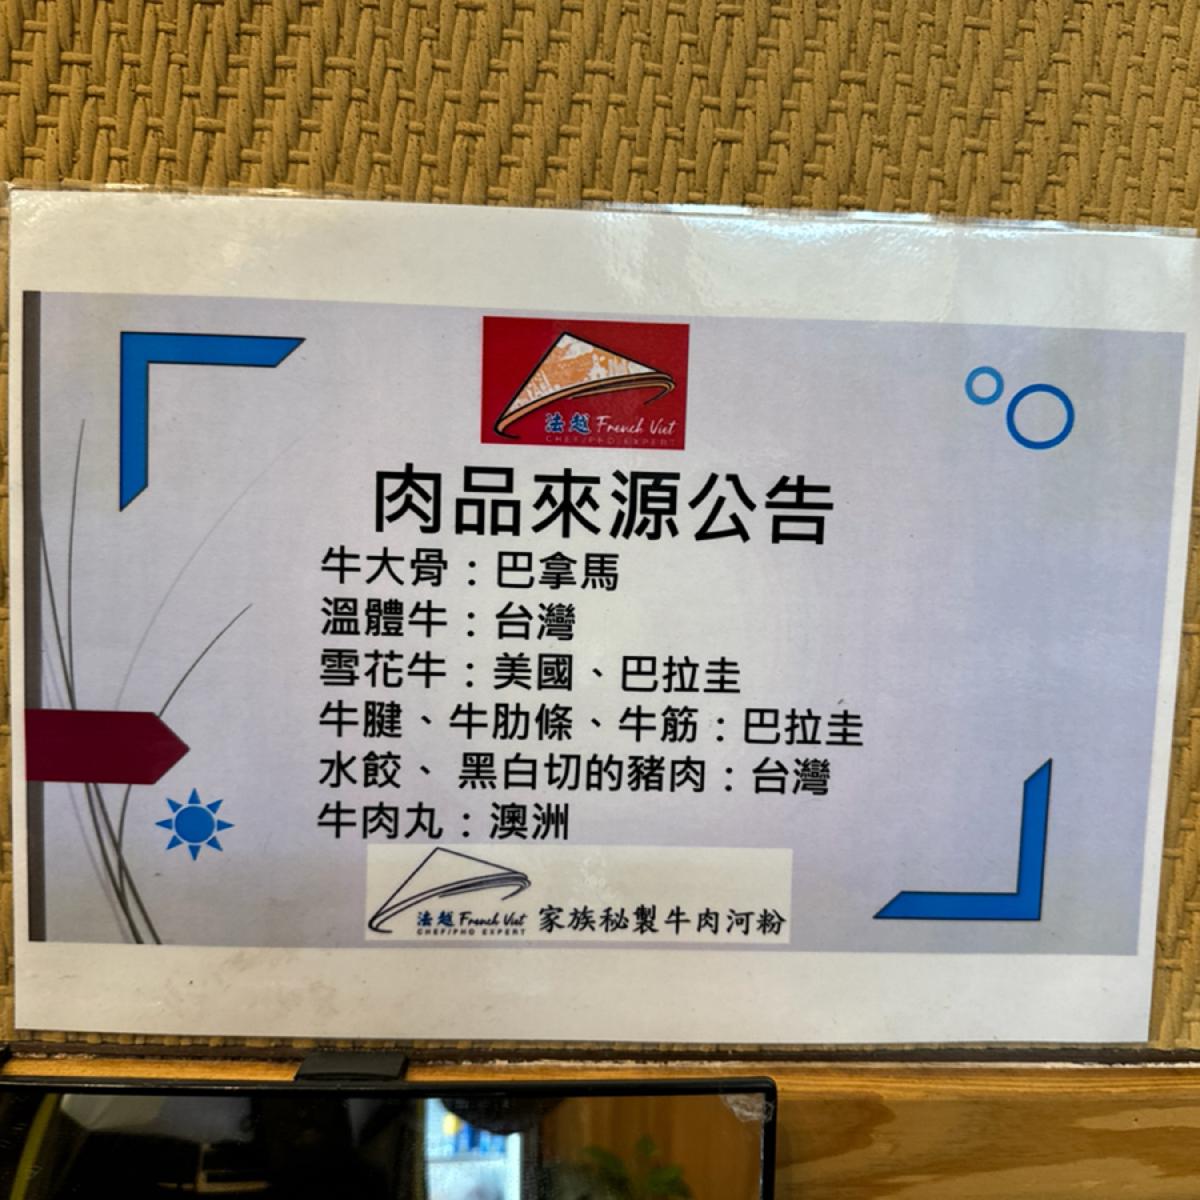 法越 French Viet
CHEF/PHO EXPERT
肉品來源公告
牛大骨：巴拿馬
溫體牛：台灣
雪花牛：美國、巴拉圭
牛腱、牛肋條、牛筋：巴拉圭
水餃、 黑白切的豬肉：台灣
牛肉丸：澳洲
法越 French Viet 家族秘製牛肉河粉
CHEF/PHO EXPERT